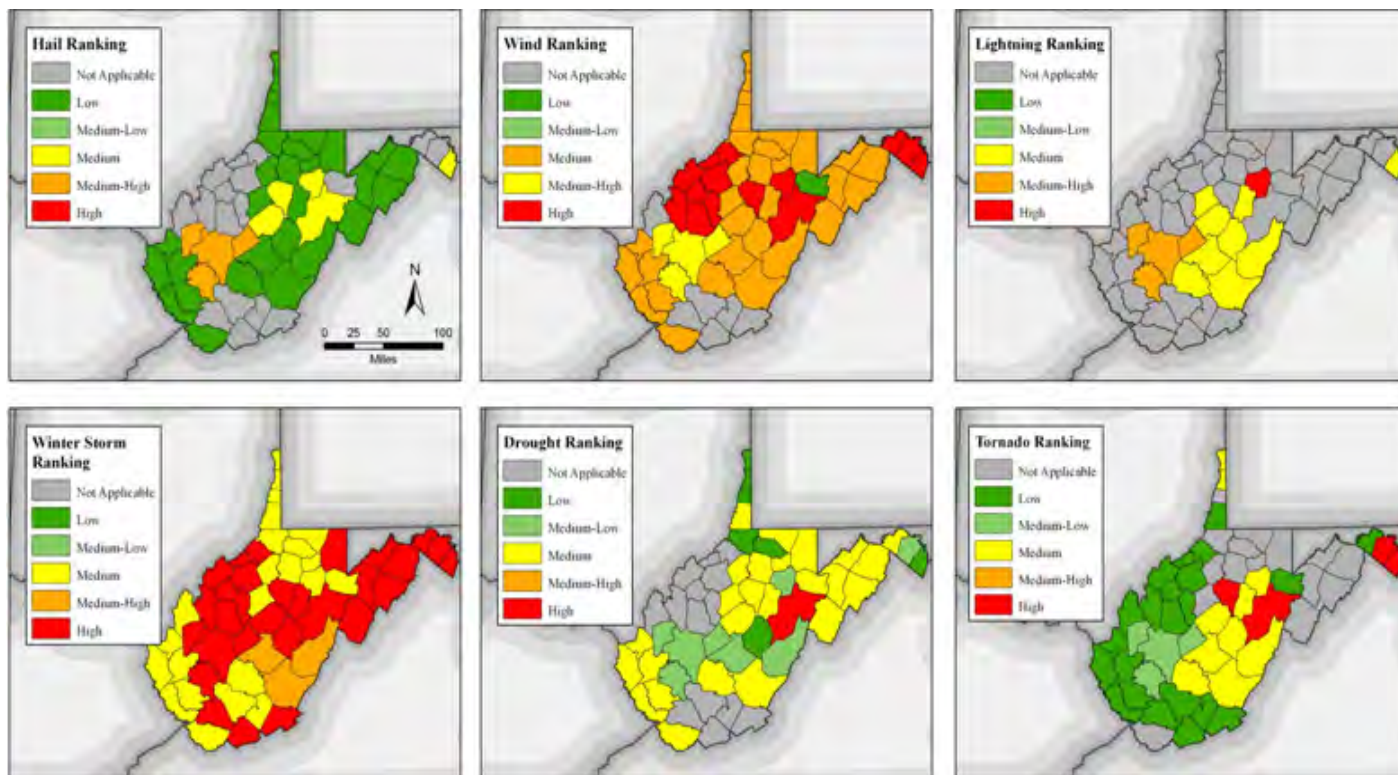 Hail Ranking
Not Applicable
Low
Medium-Low
Medium
Medium-High
High
N
0 25 50 100
Miles
Wind Ranking
Not Applicable
Low
Medium-Low
Medium
Medium-High
High
Lightning Ranking
Not Applicable
Low
Medium-Low
Medium
Medium-High
High
Winter Storm
Ranking
Not Applicable
Low
Medium-Low
Medium
Medium-High
High
Drought Ranking
Not Applicable
Low
Medium-Low
Medium
Medium-High
High
Tornado Ranking
Not Applicable
Low
Medium-Low
Medium
Medium-High
High